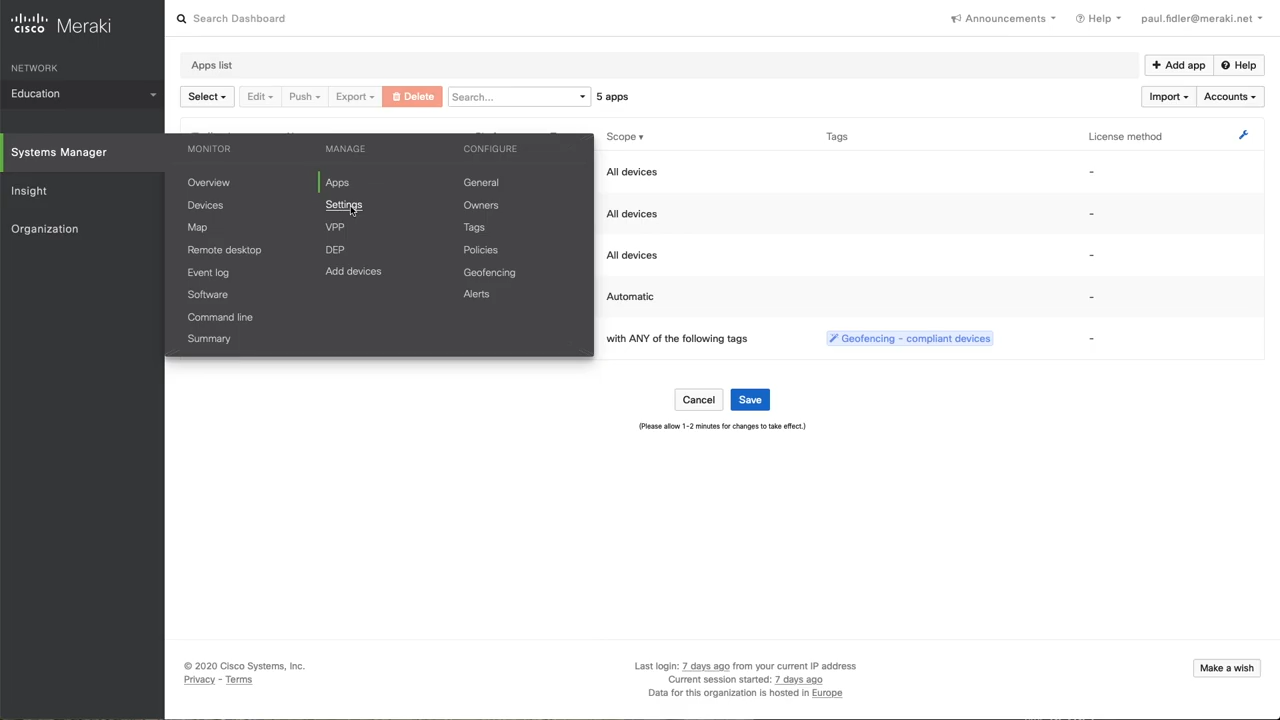 cisco Meraki
Search Dashboard
Announcements
Help
paul.fidler@meraki.net
NETWORK
Education
Systems Manager
Insight
Organization
Apps list
Add app
Help
Select
Edit
Push
Export
Delete
Search...
5 apps
Import
Accounts
MONITOR
Overview
Devices
Map
Remote desktop
Event log
Software
Command line
Summary
MANAGE
Apps
Settings
VPP
DEP
Add devices
CONFIGURE
General
Owners
Tags
Policies
Geofencing
Alerts
Scope
Tags
License method
All devices
-
All devices
-
All devices
-
Automatic
-
with ANY of the following tags
Geofencing - compliant devices
-
Cancel
Save
(Please allow 1-2 minutes for changes to take effect.)
© 2020 Cisco Systems, Inc.
Privacy - Terms
Last login: 7 days ago from your current IP address
Current session started: 7 days ago
Data for this organization is hosted in Europe
Make a wish